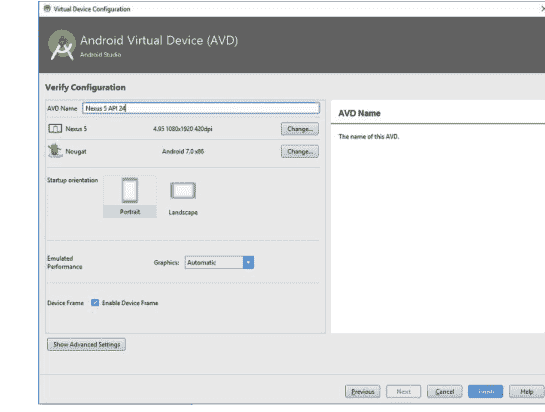 Virtual Device Configuration
Android Virtual Device (AVD)
Android Studio
Verify Configuration
AVD Name Nexus 5 API 24
AVD Name
The name of this AVD.
Nexus 5 4.95 1080x1920 420dpi Change...
Nougat Android 7.0 x86 Change...
Startup orientation
Portrait Landscape
Emulated
Performance
Graphics: Automatic
Device Frame Enable Device Frame
Show Advanced Settings
Previous Next Cancel Finish Help